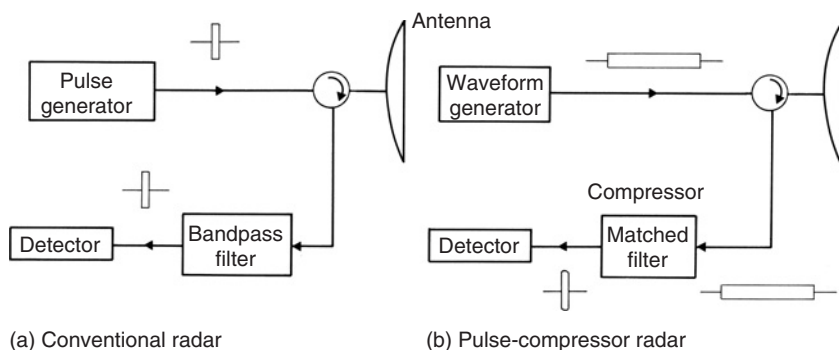 Antenna
Pulse
generator
Bandpass
filter
Detector
(a) Conventional radar
Waveform
generator
Compressor
Matched
filter
Detector
(b) Pulse-compressor radar